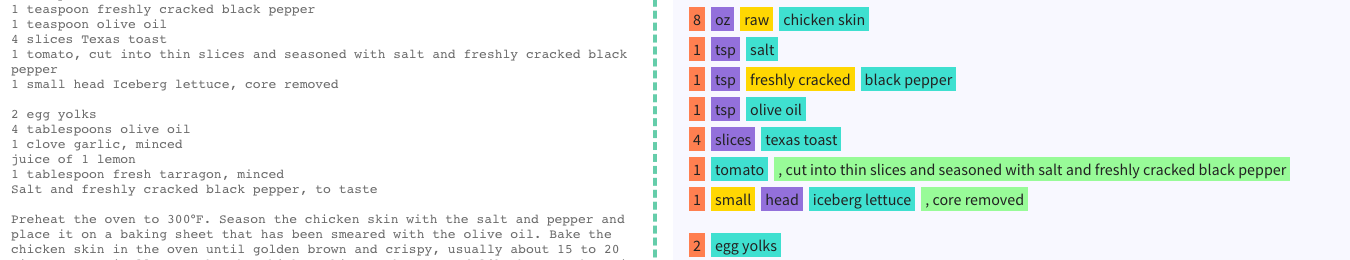 1 teaspoon freshly cracked black pepper
1 teaspoon olive oil
4 slices Texas toast
1 tomato, cut into thin slices and seasoned with salt and freshly cracked black
pepper
1 small head Iceberg lettuce, core removed
2 egg yolks
4 tablespoons olive oil
1 clove garlic, minced
juice of 1 lemon
1 tablespoon fresh tarragon, minced
Salt and freshly cracked black pepper, to taste
Preheat the oven to 300°F. Season the chicken skin with the salt and pepper and
place it on a baking sheet that has been smeared with the olive oil. Bake the
chicken skin in the oven until golden brown and crispy, usually about 15 to 20
8 oz raw chicken skin
1 tsp salt
1 tsp freshly cracked black pepper
1 tsp olive oil
4 slices texas toast
1 tomato , cut into thin slices and seasoned with salt and freshly cracked black pepper
1 small head iceberg lettuce , core removed
2 egg yolks